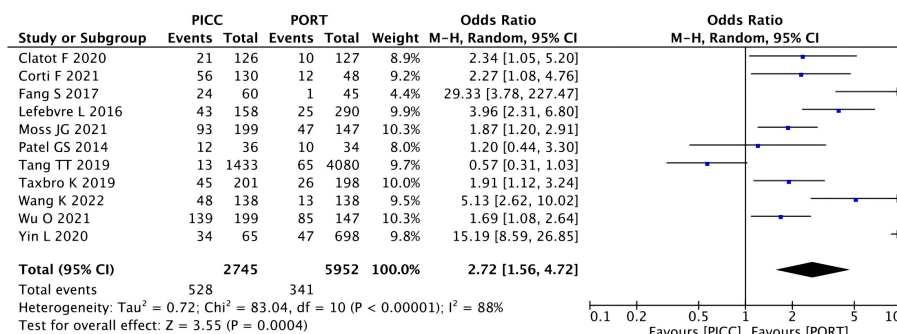 PICC PORT Odds Ratio Odds Ratio
Study or Subgroup Events Total Events Total Weight M-H, Random, 95% CI M-H, Random, 95% CI
Clatot F 2020 21 126 10 127 8.9% 2.34 [1.05, 5.20]
Corti F 2021 56 130 12 48 9.1% 2.27 [1.08, 4.76]
Fang S 2017 24 60 1 45 4.4% 29.33 [3.78, 227.47]
Lefebvre L 2016 43 158 25 290 9.9% 3.96 [2.31, 6.80]
Moss JG 2021 93 199 47 147 10.3% 1.87 [1.20, 2.91]
Patel GS 2014 12 36 10 34 8.1% 1.20 [0.44, 3.30]
Tang TT 2019 13 1433 65 4080 9.7% 0.57 [0.31, 1.03]
Taxbro K 2019 45 201 26 198 10.0% 1.91 [1.12, 3.24]
Wang K 2022 48 138 13 138 9.4% 5.13 [2.62, 10.02]
Wu O 2021 139 199 85 147 10.3% 1.69 [1.08, 2.64]
Yin L 2020 34 65 47 698 9.8% 15.19 [8.59, 26.85]
Total (95% CI) 2745 5952 100.0% 2.72 [1.56, 4.72]
Total events 528 341
Heterogeneity: Tau² = 0.72; Chi² = 83.04, df = 10 (P < 0.00001); I² = 88%
Test for overall effect: Z = 3.55 (P = 0.0004)
0.1 0.2 0.5 1 2 5 10
Favours [PICC] Favours [PORT]